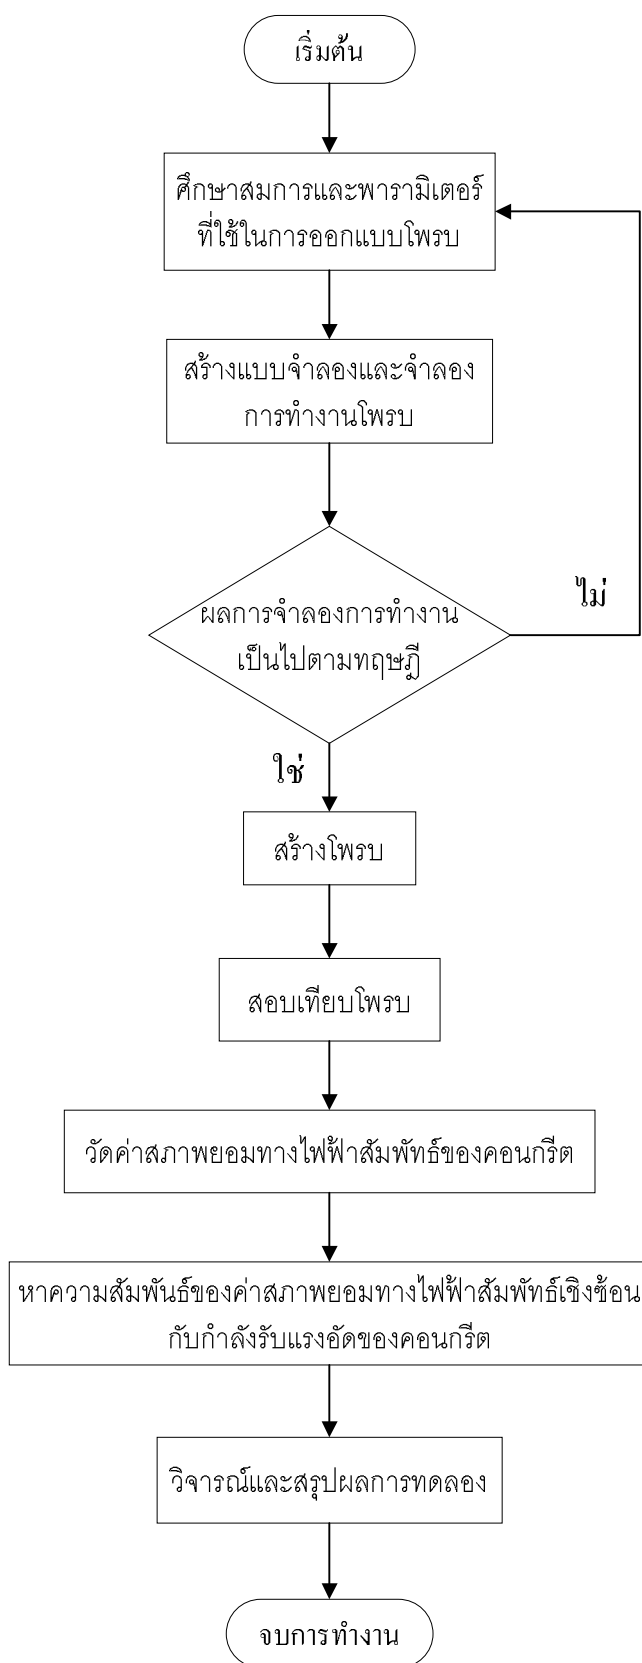 เริ่มต้น
ศึกษาสมการและพารามิเตอร์
ที่ใช้ในการออกแบบโพรบ
สร้างแบบจำลองและจำลอง
การทำงานโพรบ
ผลการจำลองการทำงาน
เป็นไปตามทฤษฎี
ไม่
ใช่
สร้างโพรบ
สอบเทียบโพรบ
วัดค่าสภาพยอมทางไฟฟ้าสัมพัทธ์ของคอนกรีต
หาความสัมพันธ์ของค่าสภาพยอมทางไฟฟ้าสัมพัทธ์เชิงซ้อน
กับกำลังรับแรงอัดของคอนกรีต
วิจารณ์และสรุปผลการทดลอง
จบการทำงาน